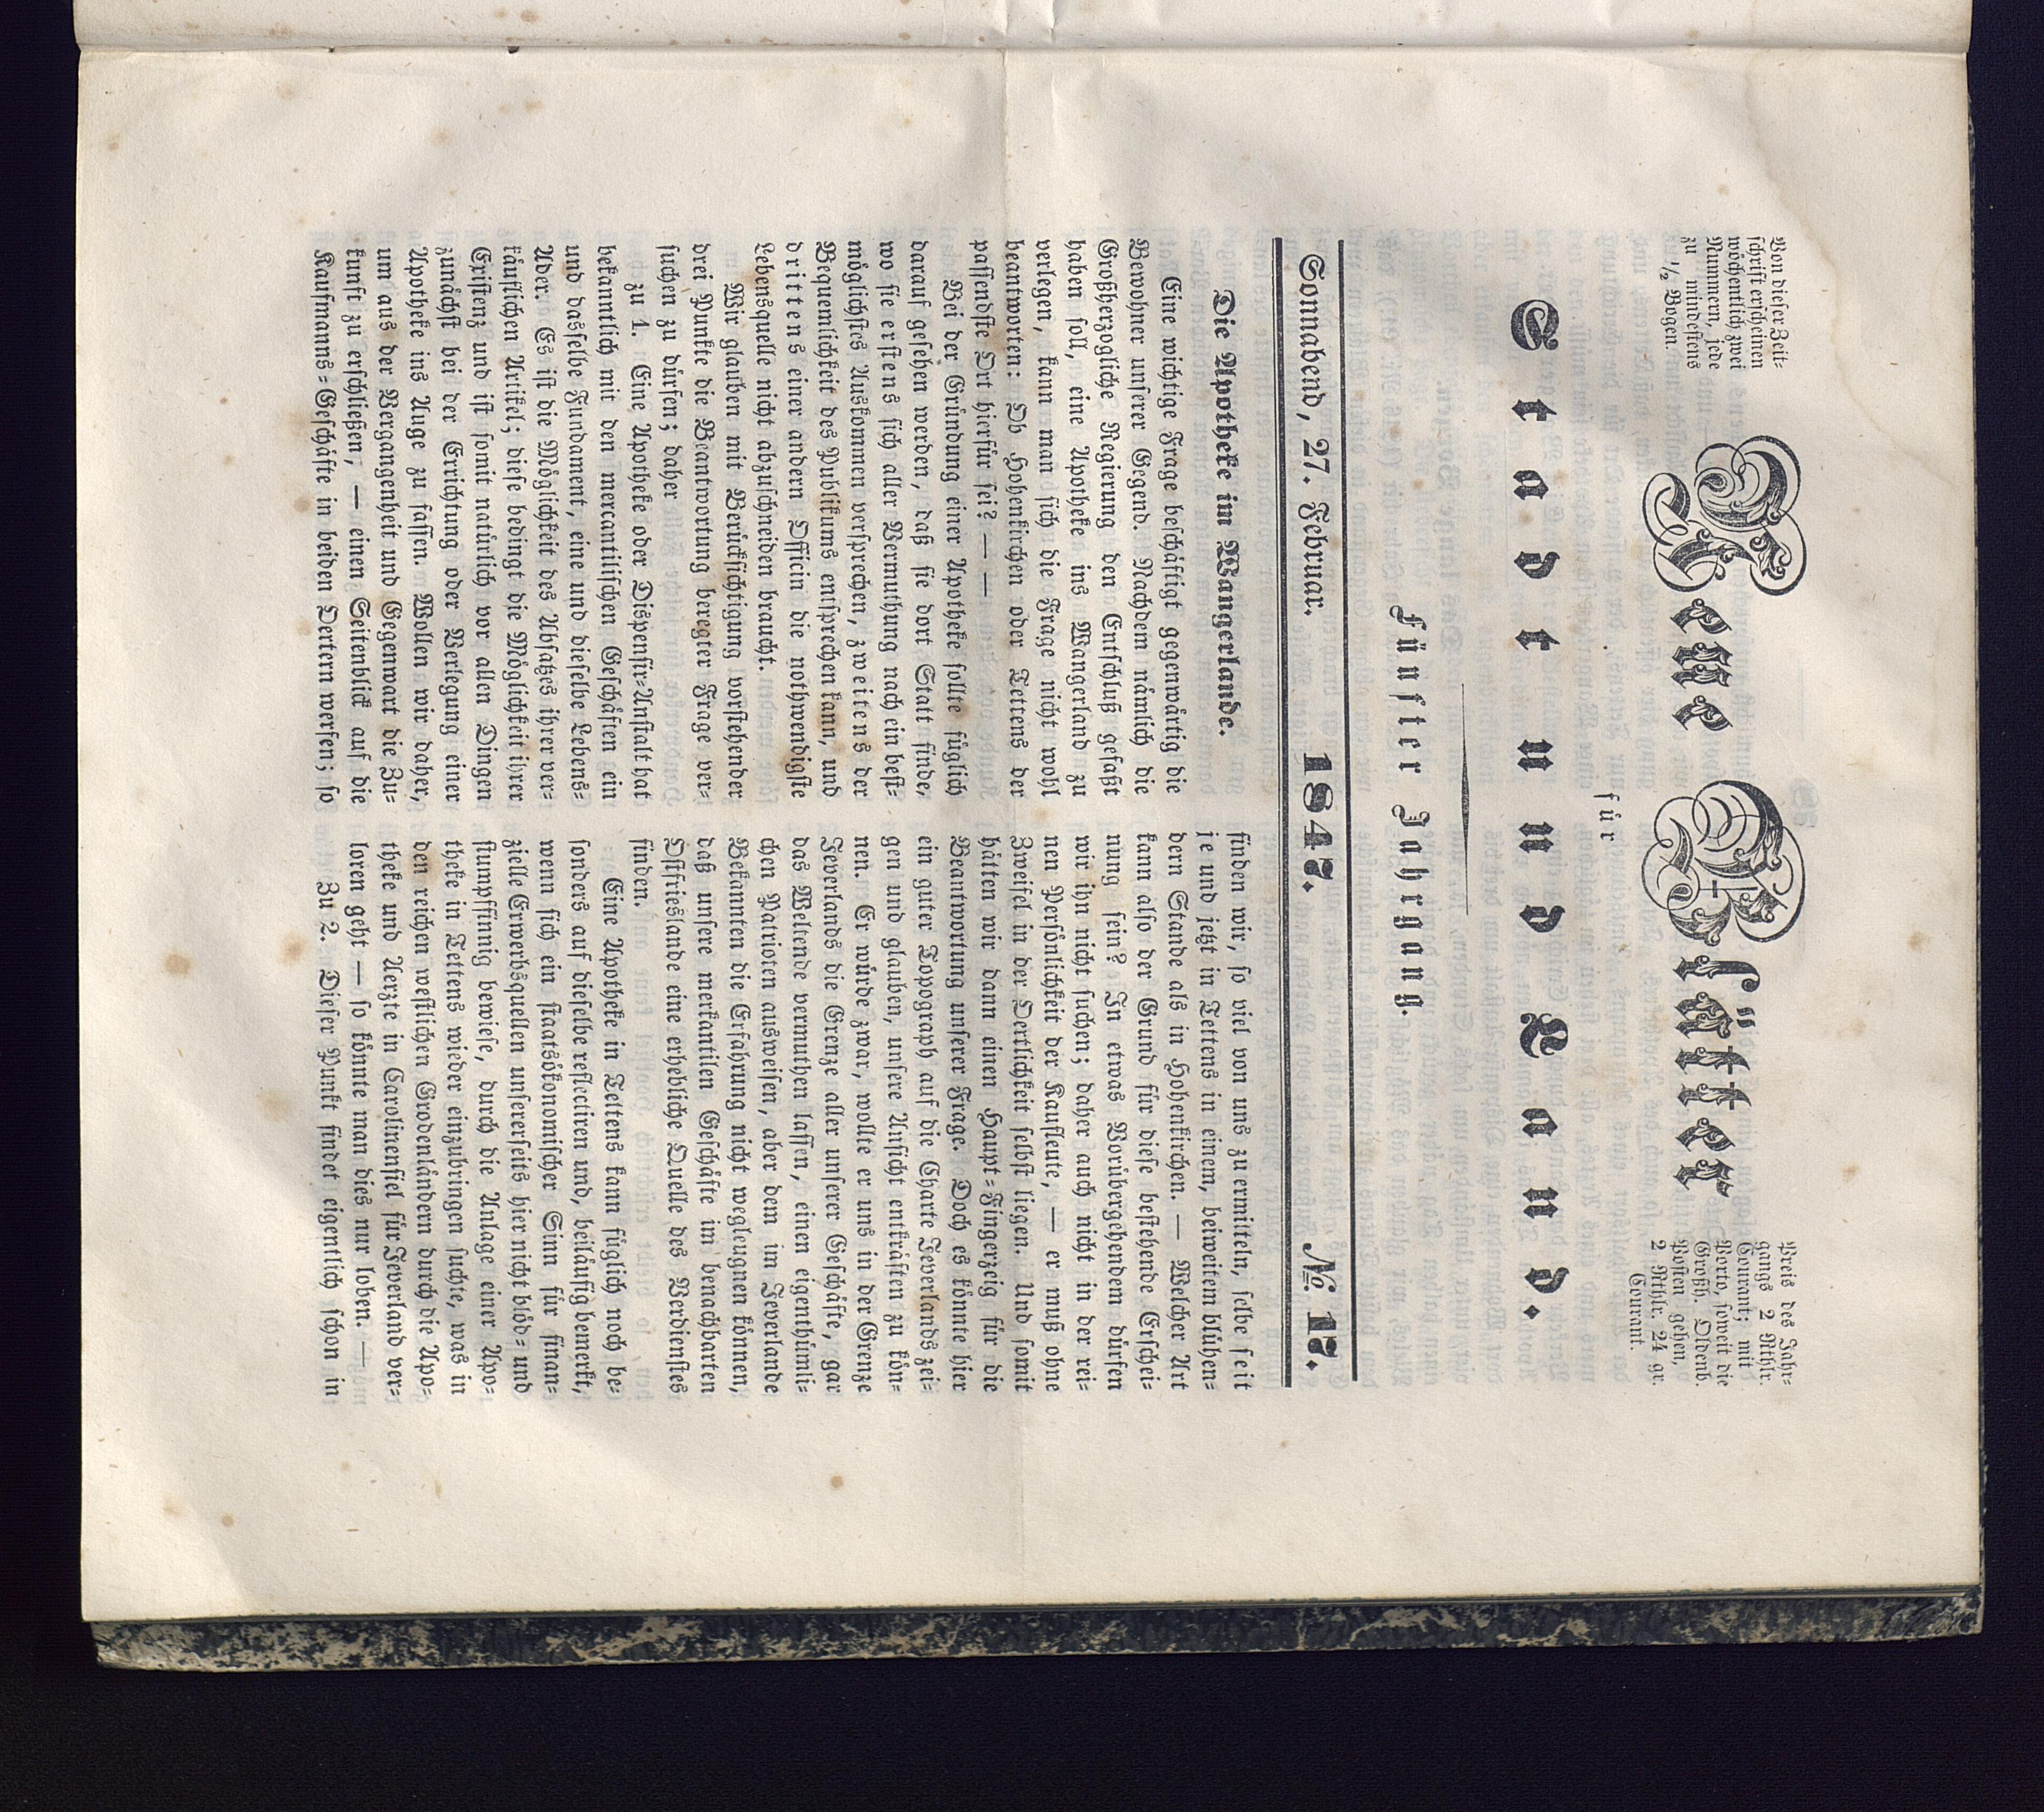 Von dieser Zeit-
schrift erscheinen
wöchentlich zwei
Nummern, jede
zu mindestens
½ Bogen.
Neue Blätter
Preis des Jahr-
gangs 2 Rthlr.
Courant; mit
Porto, soweit die
Großh. Oldenb.
Posten gehen,
2 Rthlr. 24 gr.
Courant.
für
Stadt und Land.
Fünfter Jahrgang.
Sonnabend, 27. Februar. 1847. № 17.
Die Apotheke im Wangerlande.
Eine wichtige Frage beschäftigt gegenwärtig die
Bewohner unserer Gegend. Nachdem nämlich die
Großherzogliche Regierung den Entschluß gefaßt
haben soll, eine Apotheke ins Wangerland zu
verlegen, kann man sich die Frage nicht wohl
beantworten: Ob Hohenkirchen oder Tettens der
passendste Ort hierfür sei? — —
Bei der Gründung einer Apotheke sollte füglich
darauf gesehen werden, daß sie dort Statt finde,
wo sie erstens sich aller Vermuthung nach ein best-
möglichstes Auskommen versprechen, zweitens der
Bequemlichkeit des Publikums entsprechen kann, und
drittens einer andern Officin die nothwendigste
Lebensquelle nicht abzuschneiden braucht.
Wir glauben mit Berücksichtigung vorstehender
drei Punkte die Beantwortung beregter Frage ver-
suchen zu dürfen; daher
zu 1. Eine Apotheke oder Dispensir-Anstalt hat
bekanntlich mit den mercantilischen Geschäften ein
und dasselbe Fundament, eine und dieselbe Lebens-
Ader. Es ist die Möglichkeit des Absatzes ihrer ver-
käuflichen Artikel; diese bedingt die Möglichkeit ihrer
Existenz und ist somit natürlich vor allen Dingen
zunächst bei der Errichtung oder Verlegung einer
Apotheke ins Auge zu fassen. Wollen wir daher,
um aus der Vergangenheit und Gegenwart die Zu-
kunft zu erschließen, — einen Seitenblick auf die
Kaufmanns-Geschäfte in beiden Oertern werfen; so
finden wir, so viel von uns zu ermitteln, selbe seit
je und jetzt in Tettens in einem, beiweitem blühen-
dern Stande als in Hohenkirchen. — Welcher Art
kann also der Grund für diese bestehende Erschei-
nung sein? In etwas Vorübergehendem dürfen
wir ihn nicht suchen; daher auch nicht in der rei-
nen Persönlichkeit der Kaufleute, — er muß ohne
Zweifel in der Oertlichkeit selbst liegen. Und somit
hätten wir dann einen Haupt-Fingerzeig für die
Beantwortung unserer Frage. Doch es könnte hier
ein guter Topograph auf die Charte Jeverlands zei-
gen und glauben, unsere Ansicht entkräften zu kön-
nen. Er würde zwar, wollte er uns in der Grenze
Jeverlands die Grenze aller unserer Geschäfte, gar
das Weltende vermuthen lassen, einen eigenthümli-
chen Patrioten ausweisen, aber dem im Jeverlande
Bekannten die Erfahrung nicht wegleugnen können,
daß unsere merkantilen Geschäfte im benachbarten
Ostfrieslande eine erhebliche Quelle des Verdienstes
finden.
Eine Apotheke in Tettens kann füglich noch be-
sonders auf dieselbe reflectiren und, beiläufig bemerkt,
wenn sich ein staatsökonomischer Sinn für finan-
zielle Erwerbsquellen unsererseits hier nicht blöd- und
stumpfsinnig bewiese, durch die Anlage einer Apo-
theke in Tettens wieder einzubringen suchte, was in
den reichen westlichen Grodenländern durch die Apo-
theke und Aerzte in Carolinensiel für Jeverland ver-
loren geht — so könnte man dies nur loben. —
Zu 2. Dieser Punkt findet eigentlich schon in